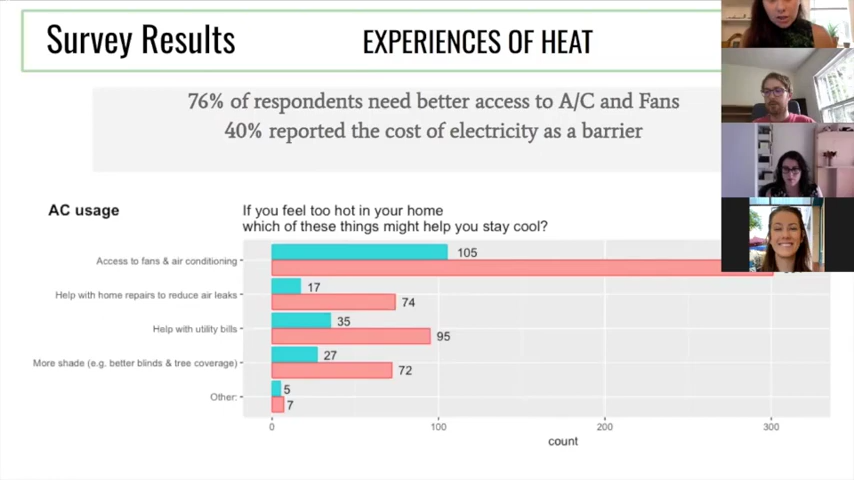 Survey Results
EXPERIENCES OF HEAT
76% of respondents need better access to A/C and Fans
40% reported the cost of electricity as a barrier
AC usage
If you feel too hot in your home
which of these things might help you stay cool?
Access to fans & air conditioning
105
Help with home repairs to reduce air leaks
17
74
Help with utility bills
35
95
More shade (e.g. better blinds & tree coverage)
27
72
Other:
5
7
0
100
200
300
count